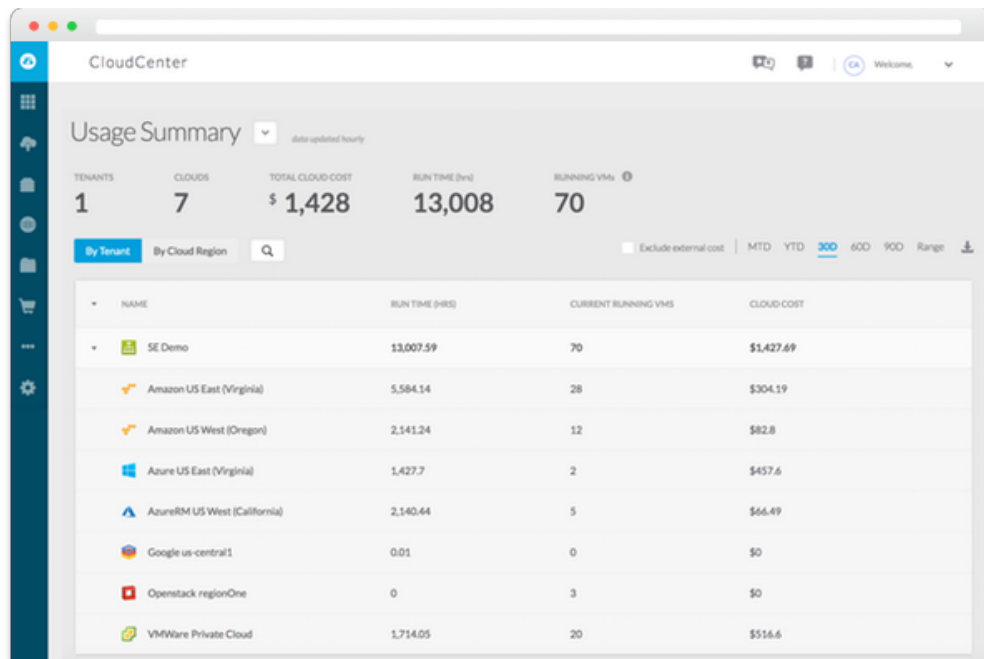 CloudCenter
CA Welcome,
Usage Summary data updated hourly
TENANTS CLOUDS TOTAL CLOUD COST RUN TIME (hrs) RUNNING VMs
1 7 $ 1,428 13,008 70
By Tenant By Cloud Region Exclude external cost MTD YTD 30D 60D 90D Range
NAME RUN TIME (HRS) CURRENT RUNNING VMS CLOUD COST
SE Demo 13,007.59 70 $1,427.69
Amazon US East (Virginia) 5,584.14 28 $304.19
Amazon US West (Oregon) 2,141.24 12 $82.8
Azure US East (Virginia) 1,427.7 2 $457.6
AzureRM US West (California) 2,140.44 5 $66.49
Google us-central1 0.01 0 $0
Openstack regionOne 0 3 $0
VMWare Private Cloud 1,714.05 20 $516.6